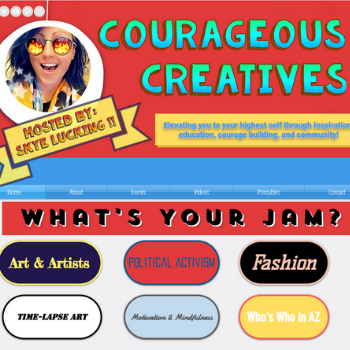 COURAGEOUS
CREATIVES
HOSTED BY:
SKYE LUCKING !!
Elevating you to your highest self through inspiration,
education, courage building, and community!
Home About Events Videos Printables Contact
WHAT'S YOUR JAM?
Art & Artists POLITICAL ACTIVISM Fashion
TIME-LAPSE ART Motivation & Mindfulness Who's Who in AZ